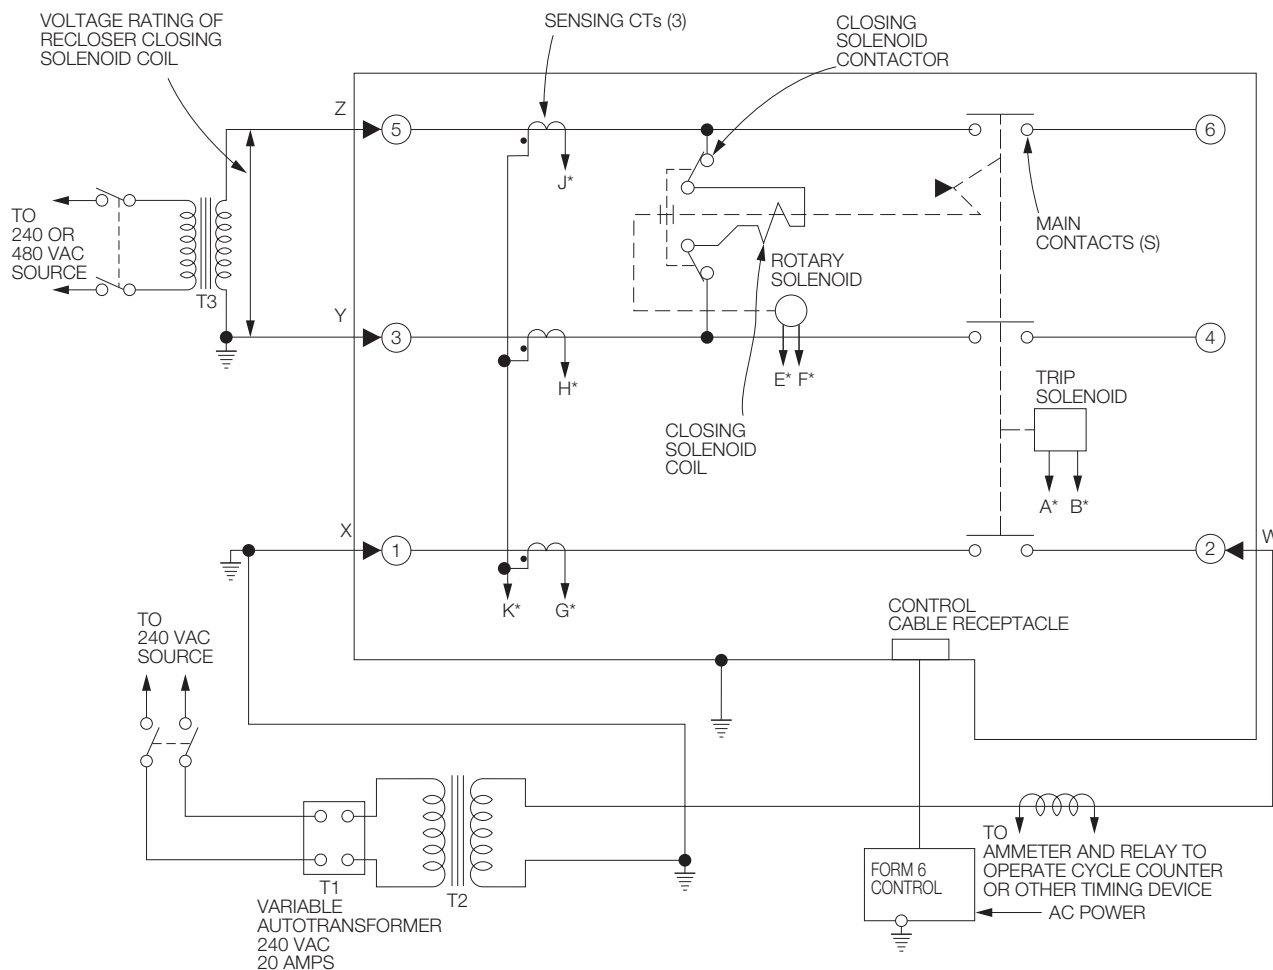 VOLTAGE RATING OF
RECLOSER CLOSING
SOLENOID COIL
SENSING CTs (3)
CLOSING
SOLENOID
CONTACTOR
Z
5
6
J*
TO
240 OR
480 VAC
SOURCE
T3
MAIN
CONTACTS (S)
ROTARY
SOLENOID
Y
3
4
H*
E* F*
TRIP
SOLENOID
CLOSING
SOLENOID
COIL
A* B*
X
1
2
W
K*
G*
CONTROL
CABLE RECEPTACLE
TO
240 VAC
SOURCE
T1
VARIABLE
AUTOTRANSFORMER
240 VAC
20 AMPS
T2
TO
AMMETER AND RELAY TO
OPERATE CYCLE COUNTER
OR OTHER TIMING DEVICE
FORM 6
CONTROL
AC POWER